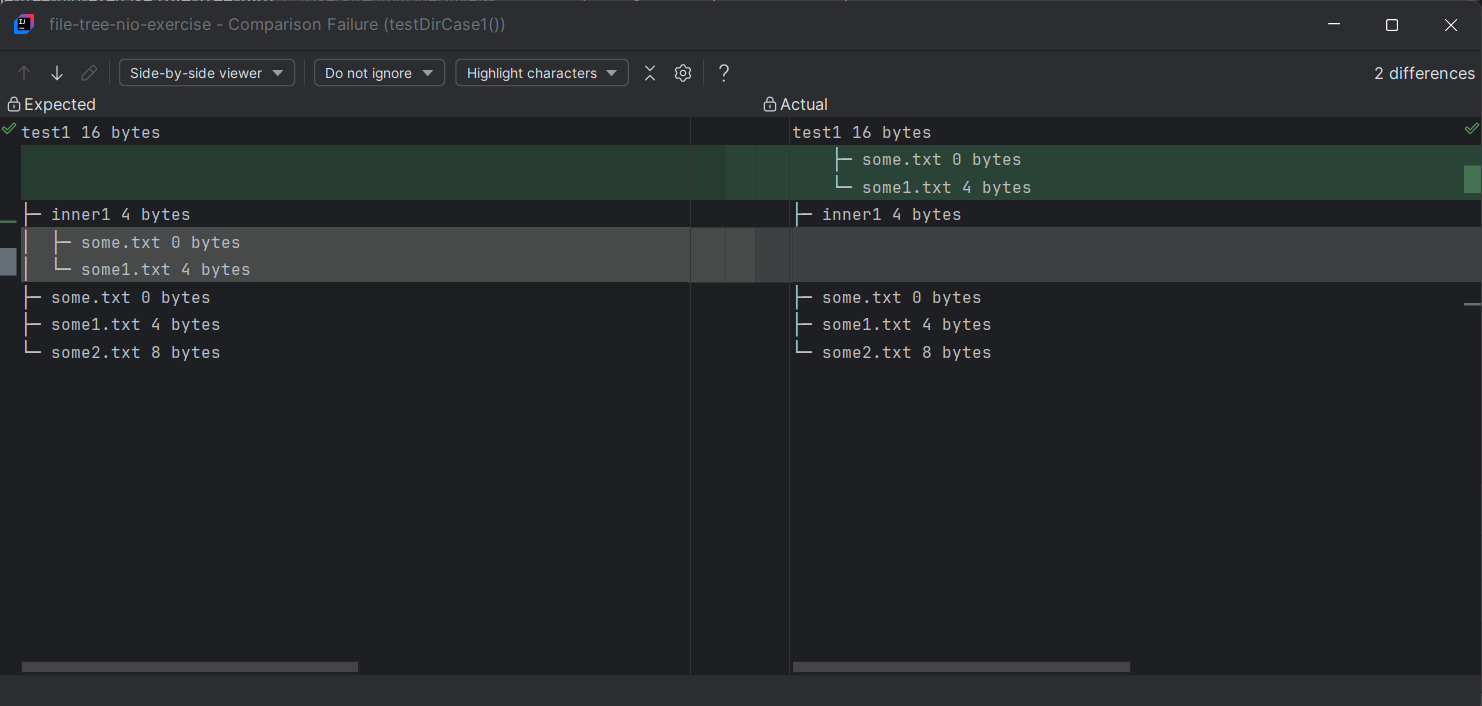 file-tree-nio-exercise - Comparison Failure (testDirCase1())
Side-by-side viewer
Do not ignore
Highlight characters
?
2 differences
Expected
test1 16 bytes
├─ inner1 4 bytes
│  ├─ some.txt 0 bytes
│  └─ some1.txt 4 bytes
├─ some.txt 0 bytes
├─ some1.txt 4 bytes
└─ some2.txt 8 bytes
Actual
test1 16 bytes
    ├─ some.txt 0 bytes
    └─ some1.txt 4 bytes
├─ inner1 4 bytes
├─ some.txt 0 bytes
├─ some1.txt 4 bytes
└─ some2.txt 8 bytes